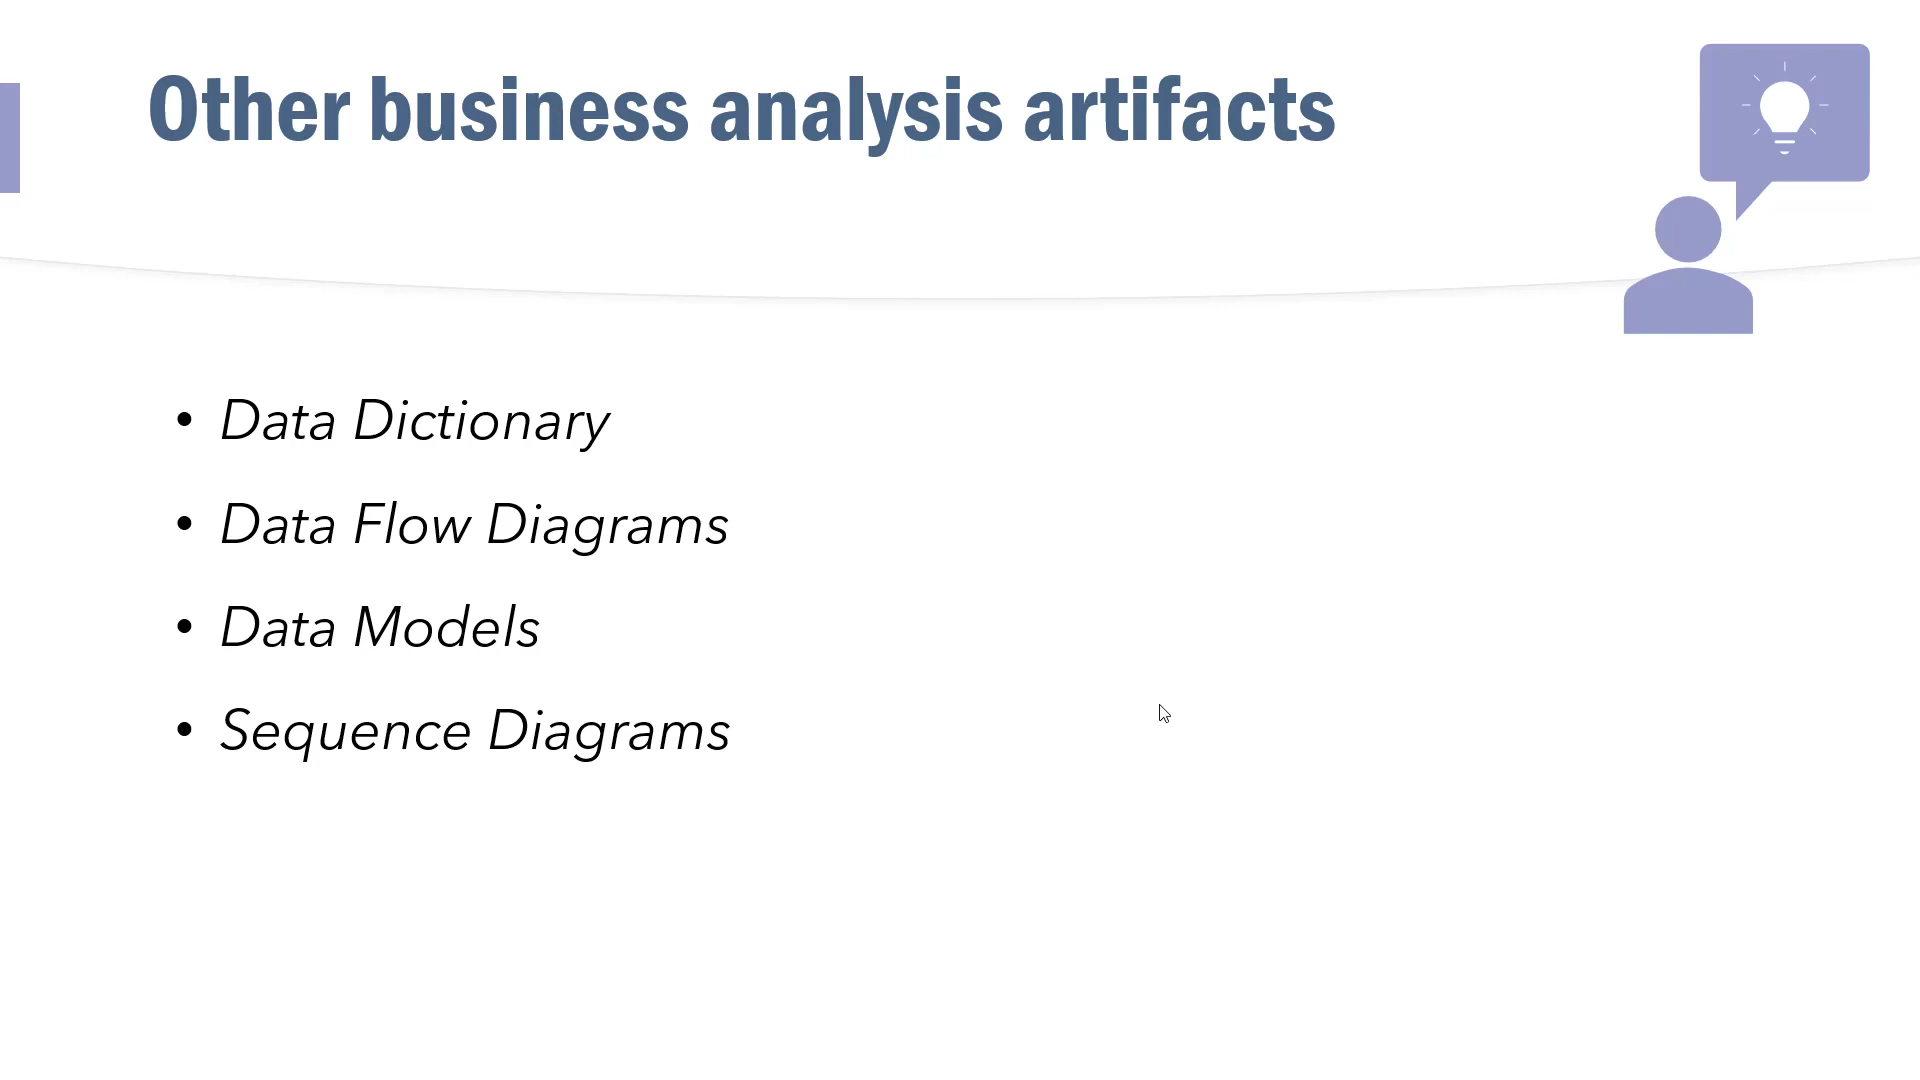 Other business analysis artifacts
• Data Dictionary
• Data Flow Diagrams
• Data Models
• Sequence Diagrams